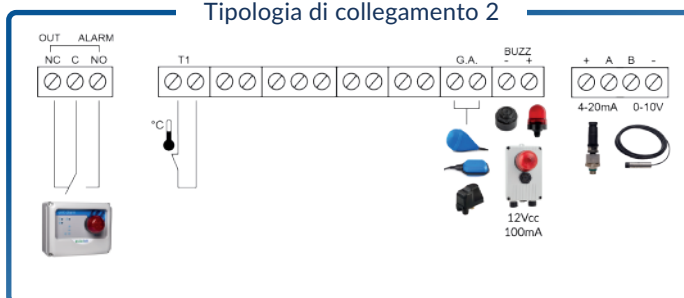 Tipologia di collegamento 2
OUT ALARM
NC C NO
T1
G.A.
BUZZ
- +
+ A B -
4-20mA 0-10V
°C
12Vcc
100mA